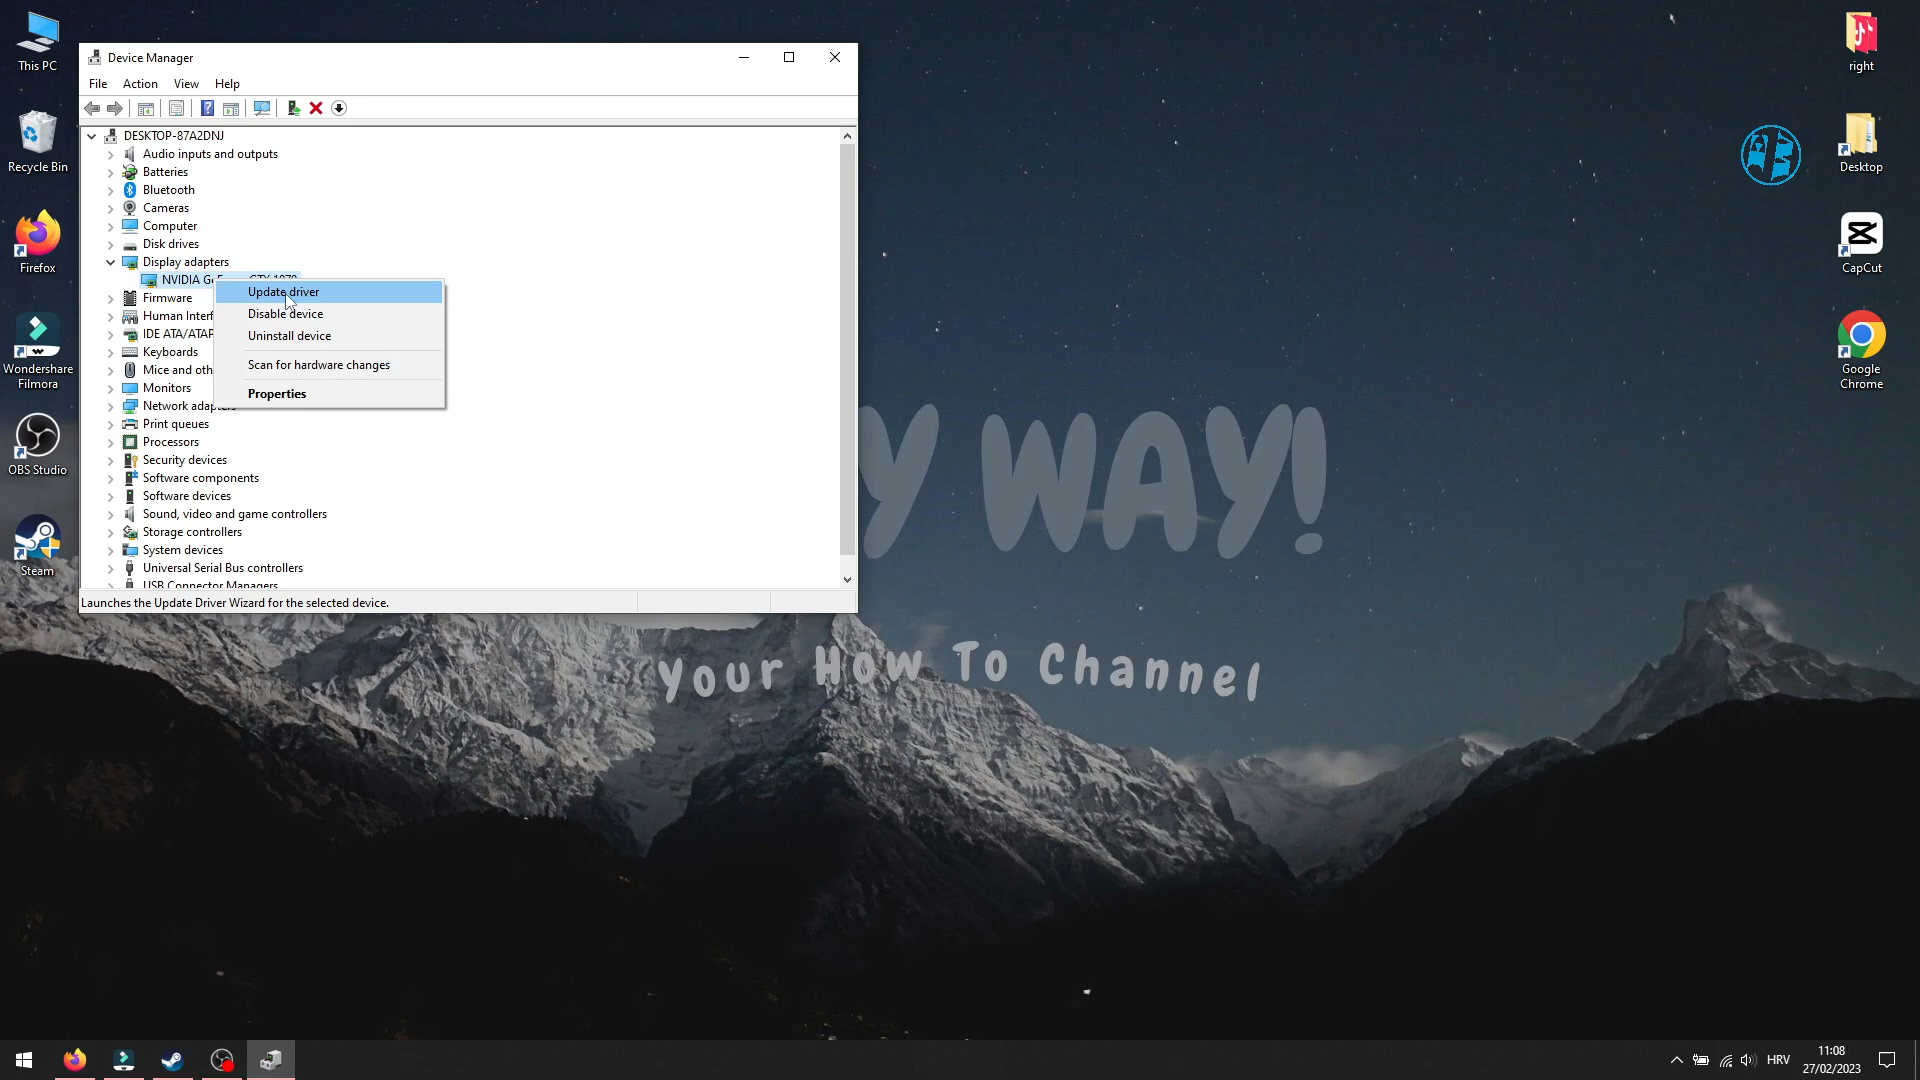 This PC
Recycle Bin
Firefox
Wondershare
Filmora
OBS Studio
Steam
Device Manager
File Action View Help
DESKTOP-87A2DNJ
Audio inputs and outputs
Batteries
Bluetooth
Cameras
Computer
Disk drives
Display adapters
NVIDIA
Firmware
Human
IDE
Keyboards
Mice and
Monitors
Network
Print queues
Processors
Security devices
Software components
Software devices
Sound, video and game controllers
Storage controllers
System devices
Universal Serial Bus controllers
USB Connector Managers
Launches the Update Driver Wizard for the selected device.
Update driver
Disable device
Uninstall device
Scan for hardware changes
Properties
WAY!
Your How To Channel
right
Desktop
CapCut
Google
Chrome
HRV
11:08
27/02/2023